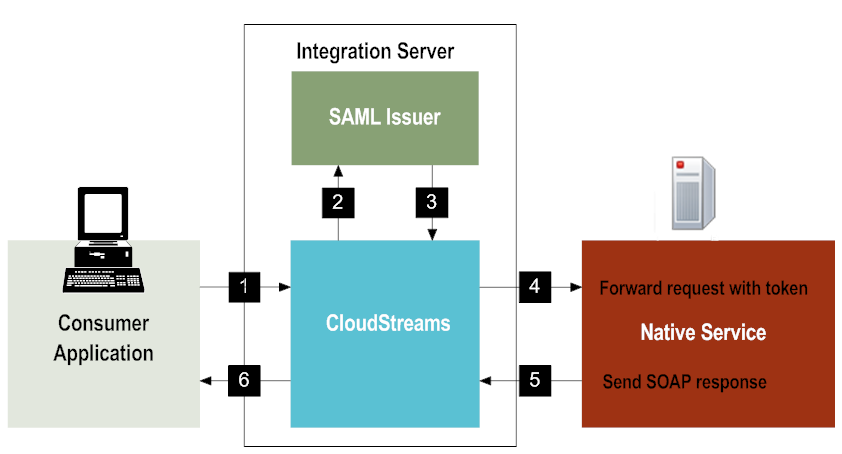 Integration Server
SAML Issuer
2
3
1
4
Forward request with token
Consumer
Application
CloudStreams
Native Service
6
5
Send SOAP response